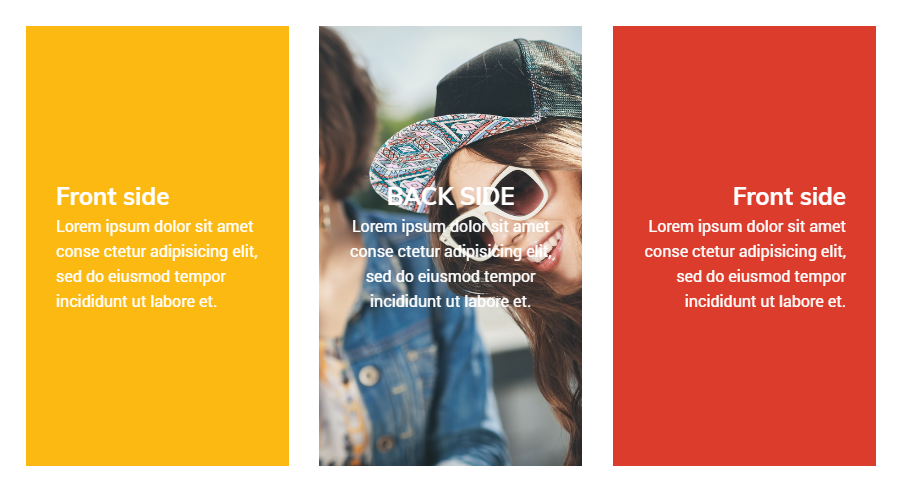 Front side
Lorem ipsum dolor sit amet
conse ctetur adipisicing elit,
sed do eiusmod tempor
incididunt ut labore et.
BACK SIDE
Lorem ipsum dolor sit amet
conse ctetur adipisicing elit,
sed do eiusmod tempor
incididunt ut labore et.
Front side
Lorem ipsum dolor sit amet
conse ctetur adipisicing elit,
sed do eiusmod tempor
incididunt ut labore et.